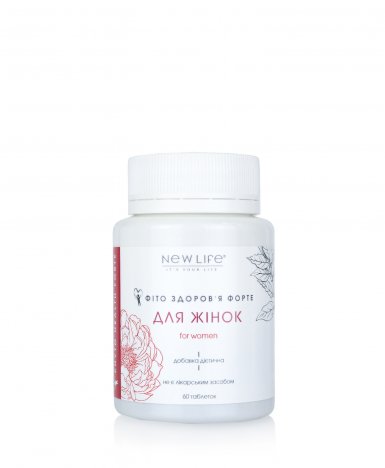 NEW LIFE®
IT'S YOUR LIFE
ФІТО ЗДОРОВ'Я ФОРТЕ
ДЛЯ ЖІНОК
for women
добавка дієтична
не є лікарським засобом
60 таблеток